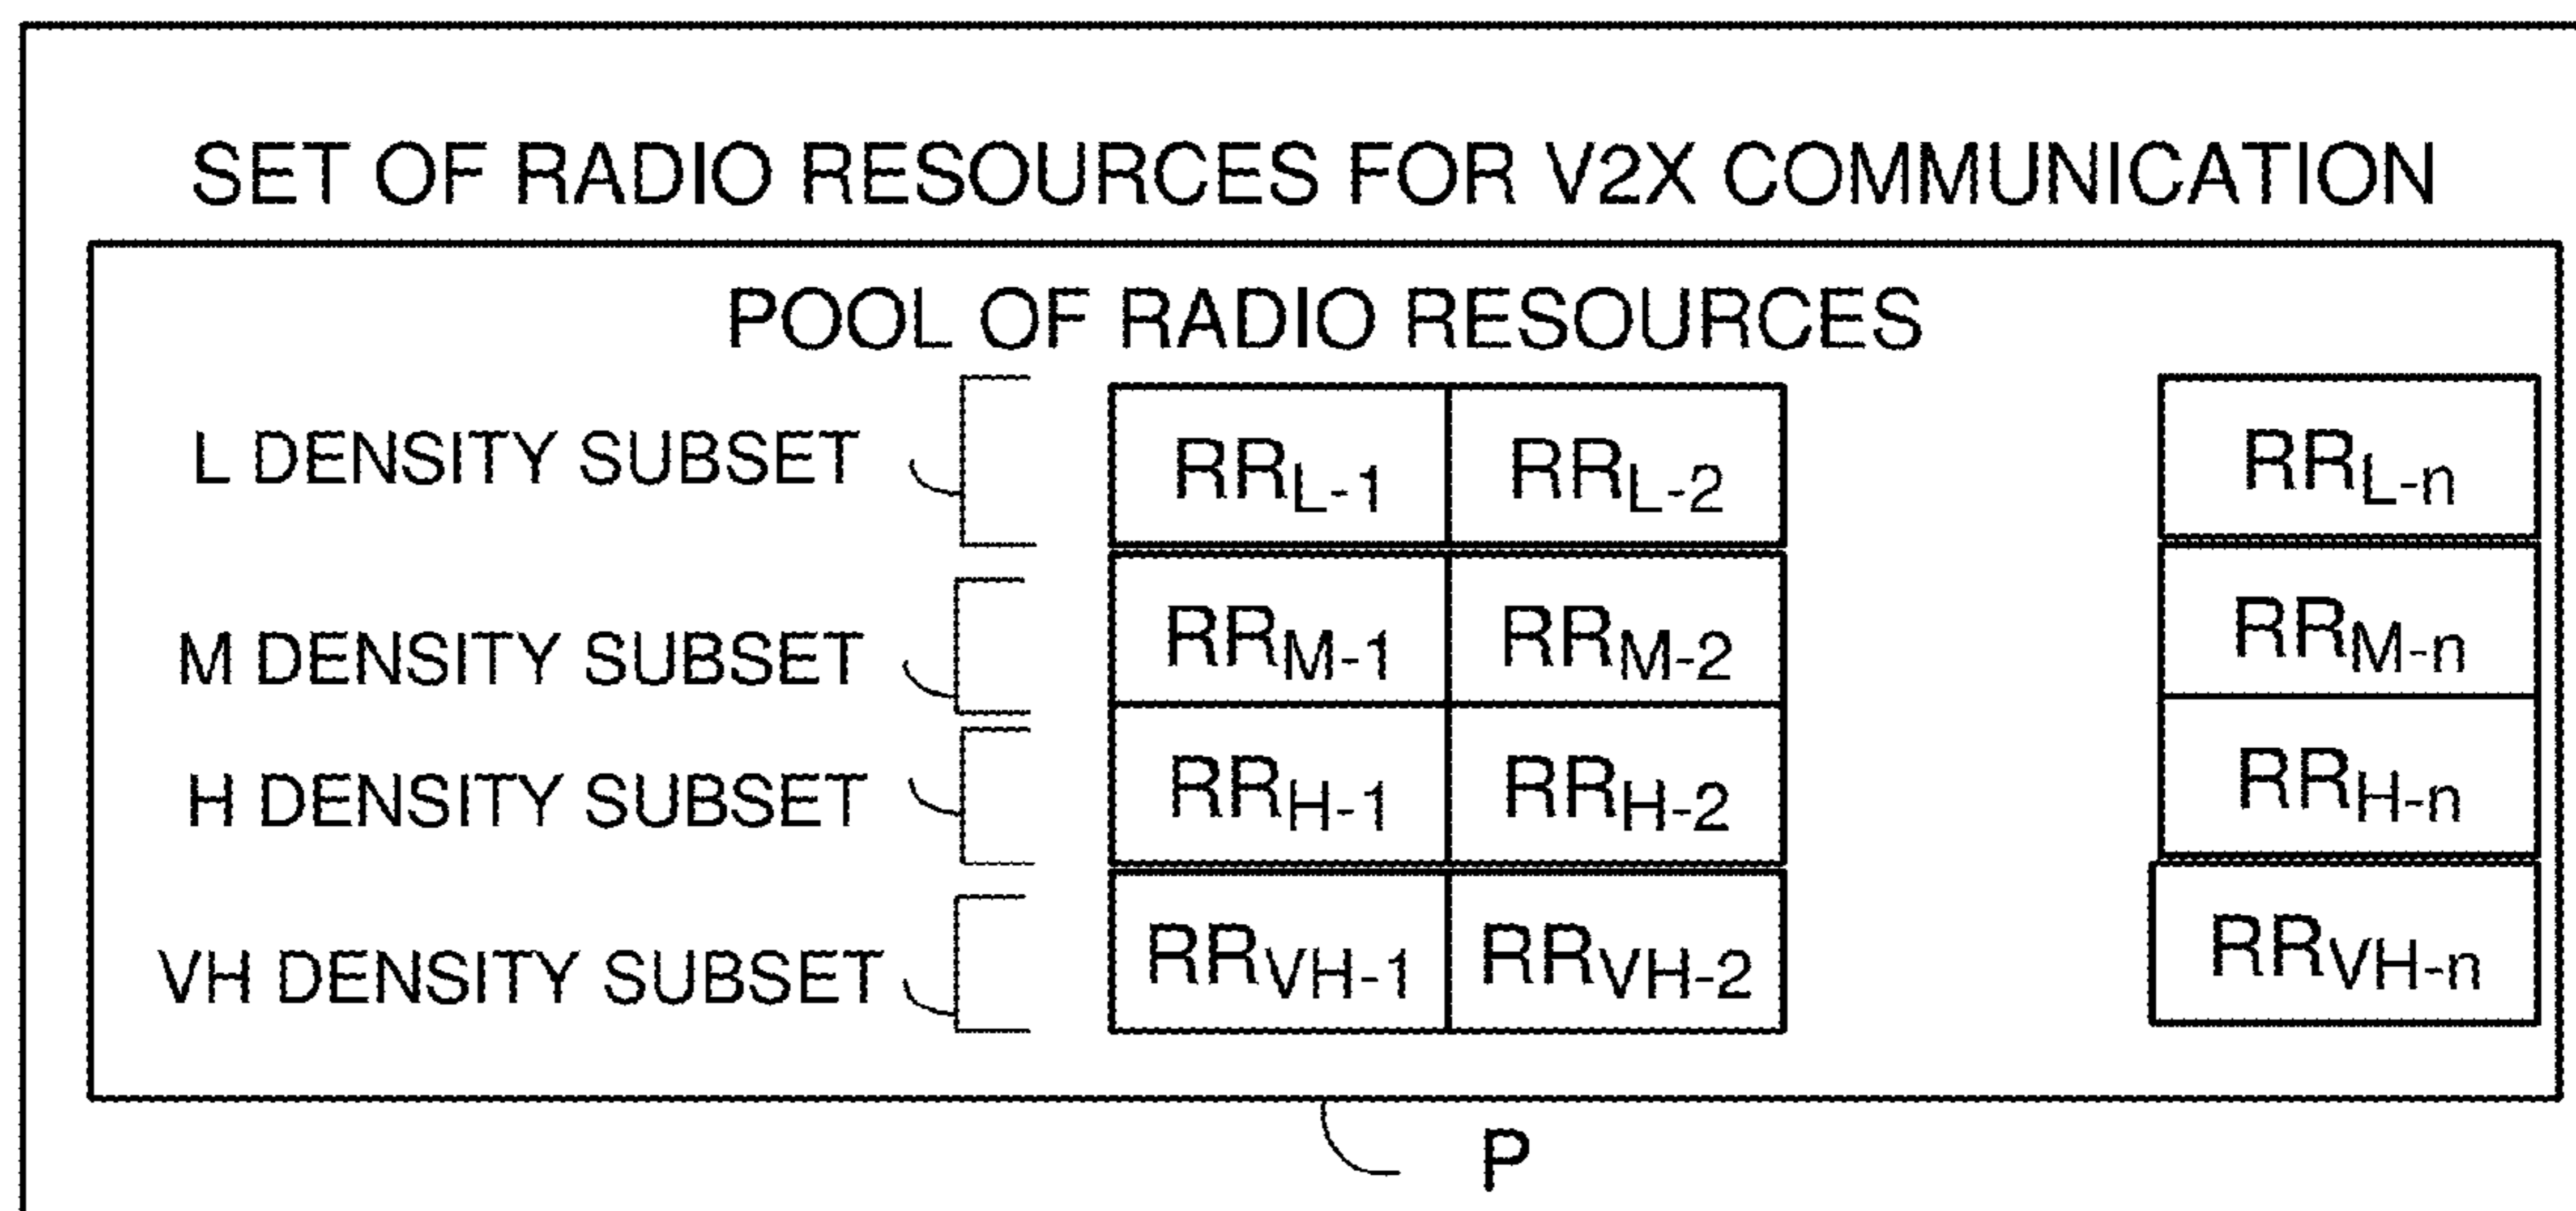 SET OF RADIO RESOURCES FOR V2X COMMUNICATION
POOL OF RADIO RESOURCES
L DENSITY SUBSET RRL-1 RRL-2 RRL-n
M DENSITY SUBSET RRM-1 RRM-2 RRM-n
H DENSITY SUBSET RRH-1 RRH-2 RRH-n
VH DENSITY SUBSET RRVH-1 RRVH-2 RRVH-n
P